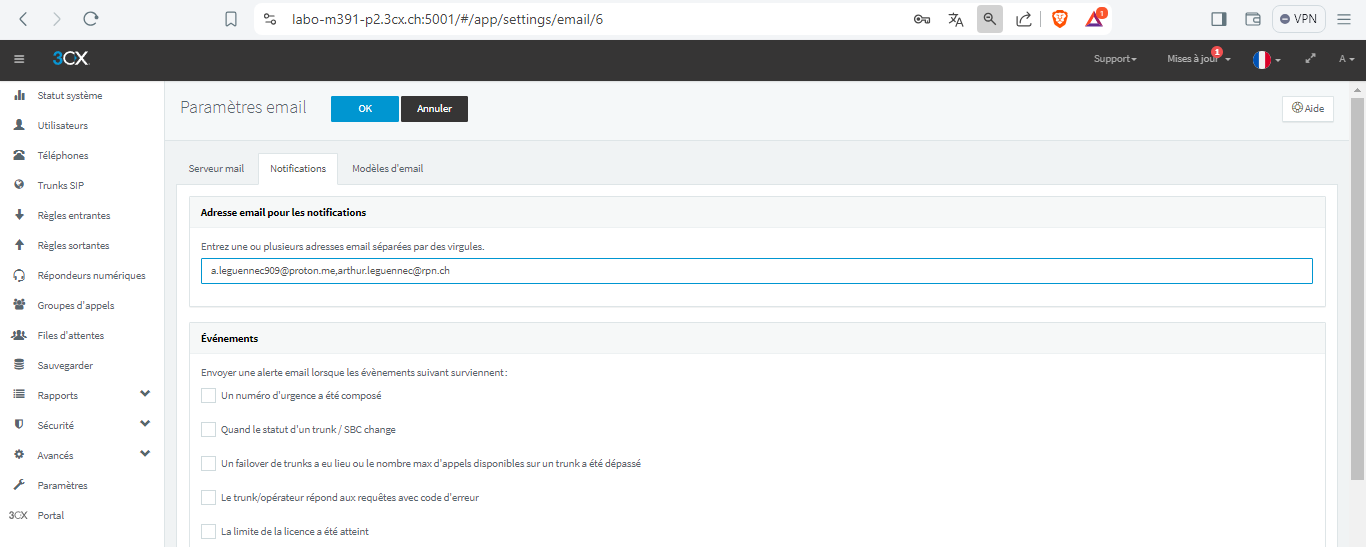 labo-m391-p2.3cx.ch:5001/#/app/settings/email/6
1
VPN
3CX
Support
Mises à jour
1
A
Statut système
Utilisateurs
Téléphones
Trunks SIP
Règles entrantes
Règles sortantes
Répondeurs numériques
Groupes d'appels
Files d'attentes
Sauvegarder
Rapports
Sécurité
Avancés
Paramètres
3CX Portal
Paramètres email
OK
Annuler
Aide
Serveur mail
Notifications
Modèles d'email
Adresse email pour les notifications
Entrez une ou plusieurs adresses email séparées par des virgules.
a.leguennec909@proton.me,arthur.leguennec@rpn.ch
Événements
Envoyer une alerte email lorsque les évènements suivant surviennent :
Un numéro d'urgence a été composé
Quand le statut d'un trunk / SBC change
Un failover de trunks a eu lieu ou le nombre max d'appels disponibles sur un trunk a été dépassé
Le trunk/opérateur répond aux requêtes avec code d'erreur
La limite de la licence a été atteint